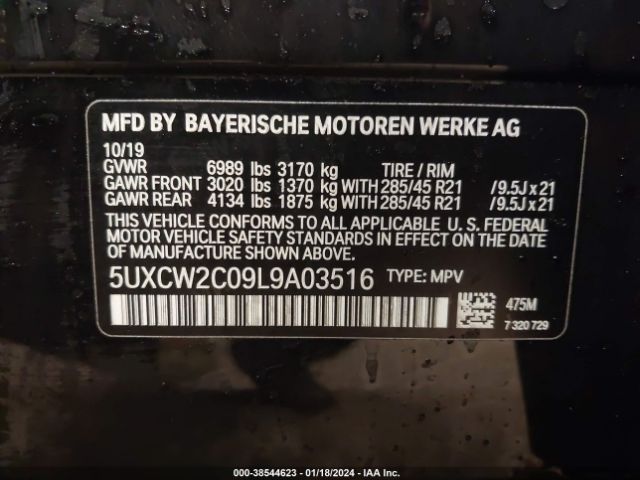 MFD BY BAYERISCHE MOTOREN WERKE AG
10/19
GVWR 6989 lbs 3170 kg TIRE / RIM
GAWR FRONT 3020 lbs 1370 kg WITH 285/45 R21 /9.5J x 21
GAWR REAR 4134 lbs 1875 kg WITH 285/45 R21 /9.5J x 21
THIS VEHICLE CONFORMS TO ALL APPLICABLE U. S. FEDERAL
MOTOR VEHICLE SAFETY STANDARDS IN EFFECT ON THE DATE OF
MANUFACTURE SHOWN ABOVE.
5UXCW2C09L9A03516 TYPE: MPV
475M
7 320 729
000-38544623 - 01/18/2024 - IAAI.COM